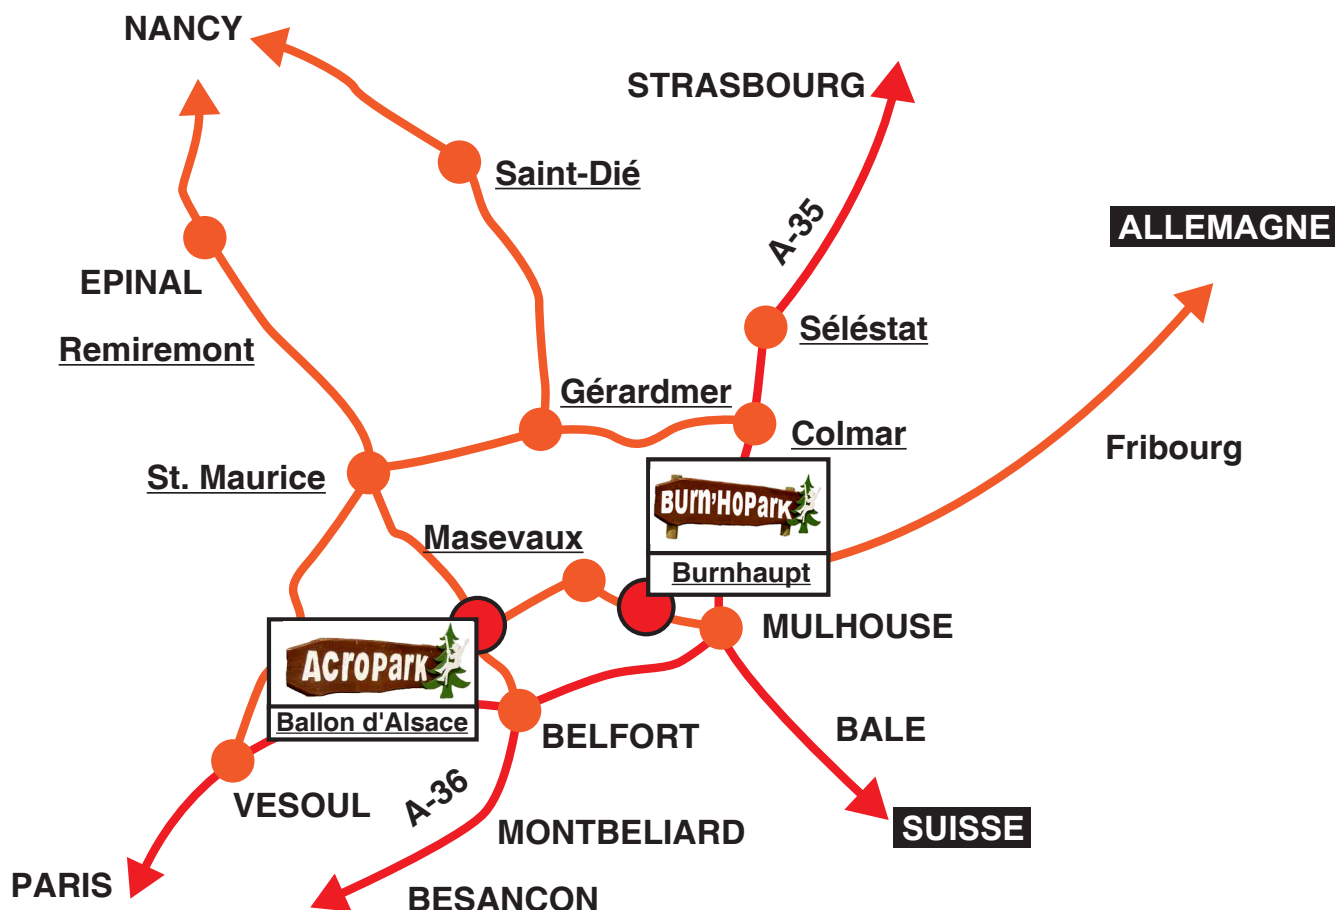 NANCY
STRASBOURG
Saint-Dié
A-35
ALLEMAGNE
EPINAL
Séléstat
Remiremont
Gérardmer
Colmar
Fribourg
St. Maurice
BURN'HOPARK
Masevaux
Burnhaupt
MULHOUSE
ACROPARK
Ballon d'Alsace
BELFORT
BALE
A-36
VESOUL
MONTBELIARD
SUISSE
PARIS
BESANCON